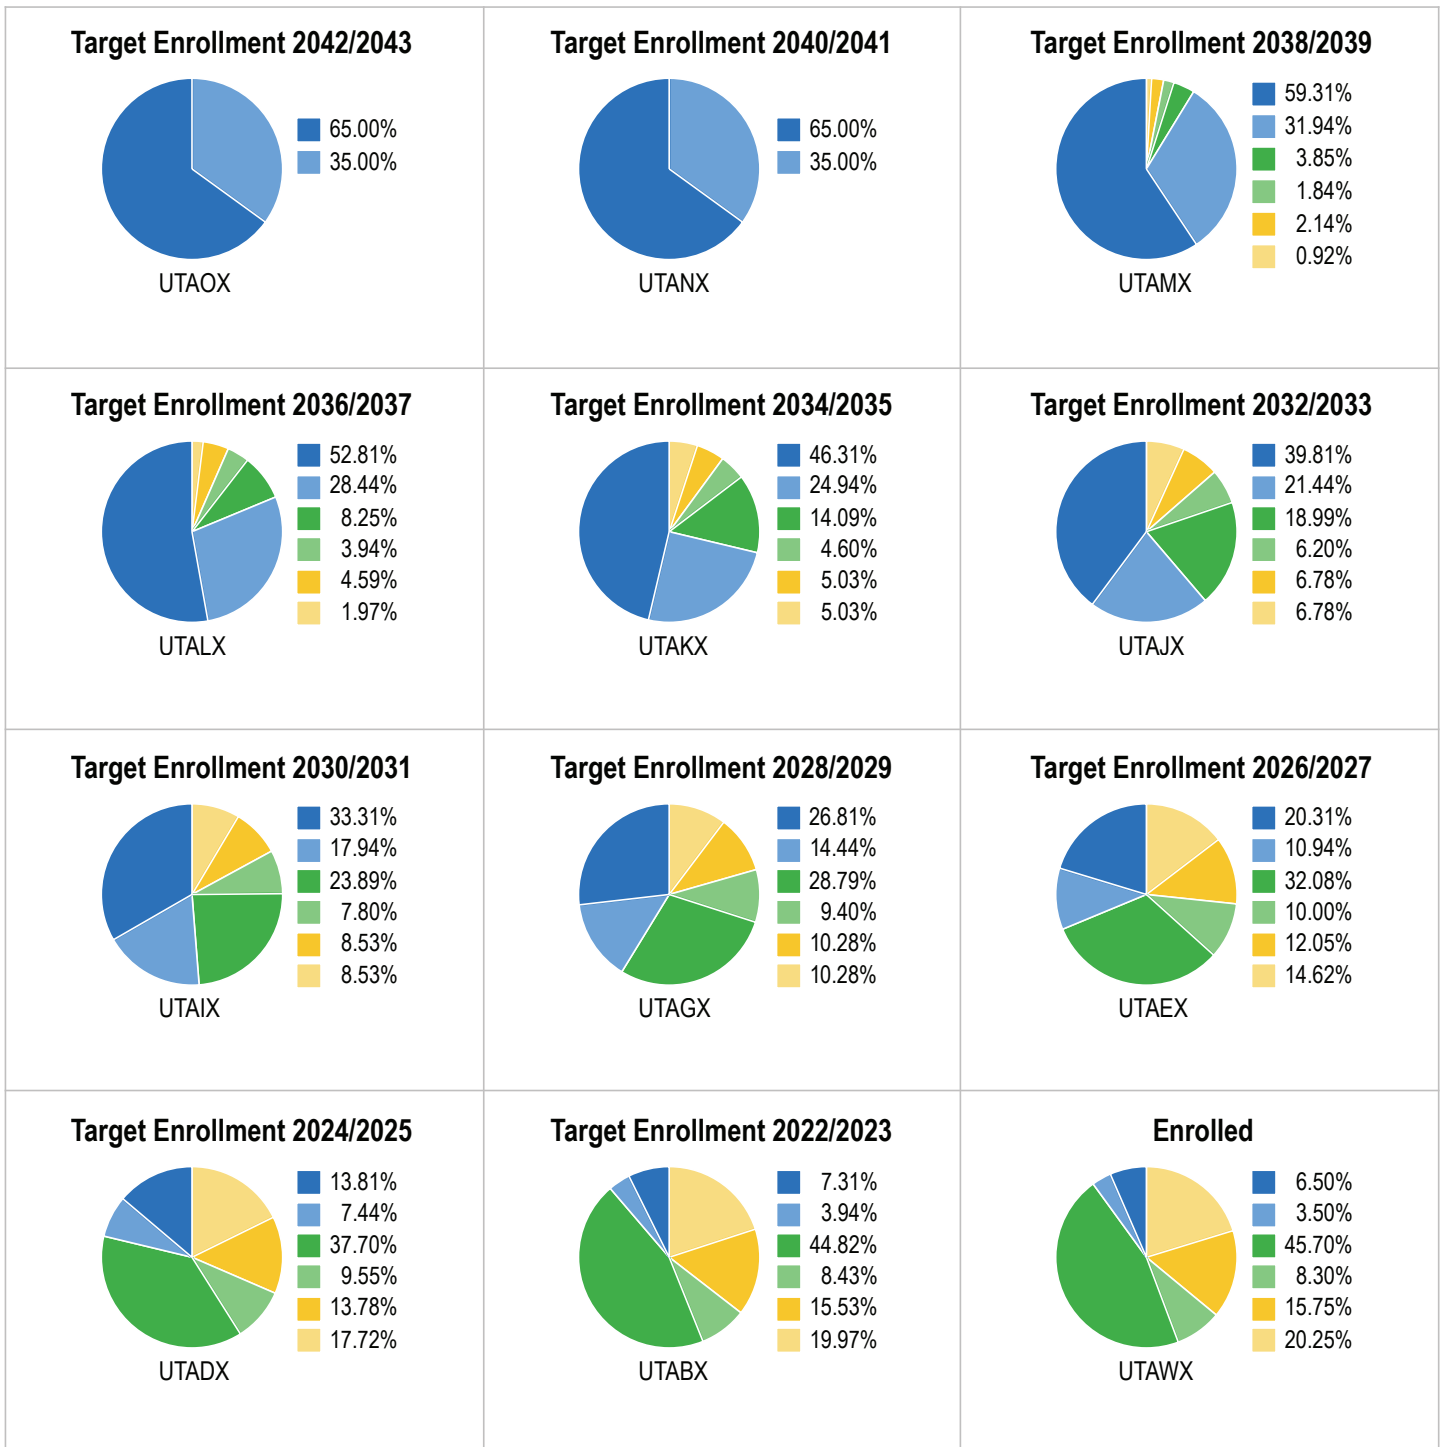 Target Enrollment 2042/2043
65.00%
35.00%
UTAOX
Target Enrollment 2040/2041
65.00%
35.00%
UTANX
Target Enrollment 2038/2039
59.31%
31.94%
3.85%
1.84%
2.14%
0.92%
UTAMX
Target Enrollment 2036/2037
52.81%
28.44%
8.25%
3.94%
4.59%
1.97%
UTALX
Target Enrollment 2034/2035
46.31%
24.94%
14.09%
4.60%
5.03%
5.03%
UTAKX
Target Enrollment 2032/2033
39.81%
21.44%
18.99%
6.20%
6.78%
6.78%
UTAJX
Target Enrollment 2030/2031
33.31%
17.94%
23.89%
7.80%
8.53%
8.53%
UTAIX
Target Enrollment 2028/2029
26.81%
14.44%
28.79%
9.40%
10.28%
10.28%
UTAGX
Target Enrollment 2026/2027
20.31%
10.94%
32.08%
10.00%
12.05%
14.62%
UTAEX
Target Enrollment 2024/2025
13.81%
7.44%
37.70%
9.55%
13.78%
17.72%
UTADX
Target Enrollment 2022/2023
7.31%
3.94%
44.82%
8.43%
15.53%
19.97%
UTABX
Enrolled
6.50%
3.50%
45.70%
8.30%
15.75%
20.25%
UTAWX